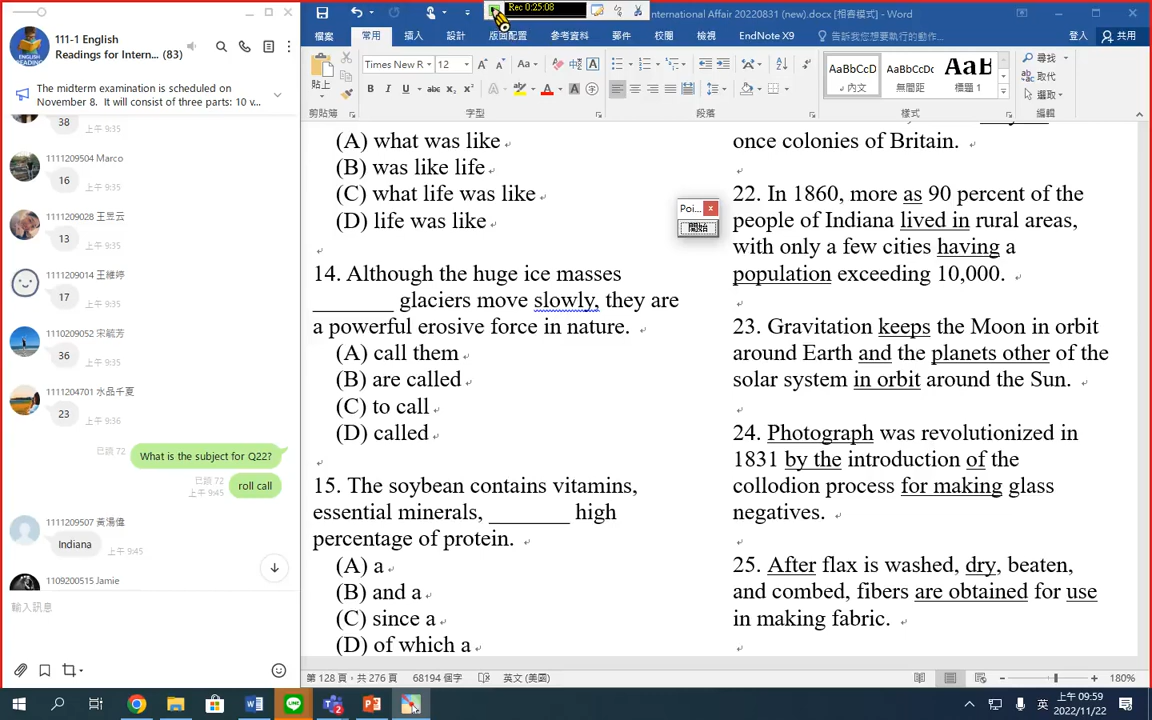 111-1 English
Readings for Intern... (83)
The midterm examination is scheduled on
November 8. It will consist of three parts: 10 v...
38
上午 9:35
1111209504 Marco
16
上午 9:35
1111209028 王昱云
13
上午 9:35
1111209014 王維婷
17
上午 9:35
1110209052 宋毓芳
36
上午 9:35
1111204701 水品千夏
23
上午 9:36
已讀 72
What is the subject for Q22?
已讀 72
上午 9:45
roll call
1111209507 黃湯偉
Indiana
上午 9:45
1109200515 Jamie
輸入訊息
Rec 0:25:08
nternational Affair 20220831 (new).docx [相容模式] - Word
檔案
常用
插入
設計
版面配置
參考資料
郵件
校閱
檢視
EndNote X9
告訴我您想要執行的動作...
登入
共用
貼上
剪貼簿
Times New R
12
字型
段落
AaBbCcD
內文
AaBbCcDc
無間距
AaBb
標題 1
樣式
尋找
取代
選取
編輯
Poi...
開始
(A) what was like
(B) was like life
(C) what life was like
(D) life was like
14. Although the huge ice masses
________ glaciers move slowly, they are
a powerful erosive force in nature.
(A) call them
(B) are called
(C) to call
(D) called
15. The soybean contains vitamins,
essential minerals, ________ high
percentage of protein.
(A) a
(B) and a
(C) since a
(D) of which a
once colonies of Britain.
22. In 1860, more as 90 percent of the
people of Indiana lived in rural areas,
with only a few cities having a
population exceeding 10,000.
23. Gravitation keeps the Moon in orbit
around Earth and the planets other of the
solar system in orbit around the Sun.
24. Photograph was revolutionized in
1831 by the introduction of the
collodion process for making glass
negatives.
25. After flax is washed, dry, beaten,
and combed, fibers are obtained for use
in making fabric.
第 128 頁，共 276 頁
68194 個字
英文 (美國)
180%
英
上午 09:59
2022/11/22